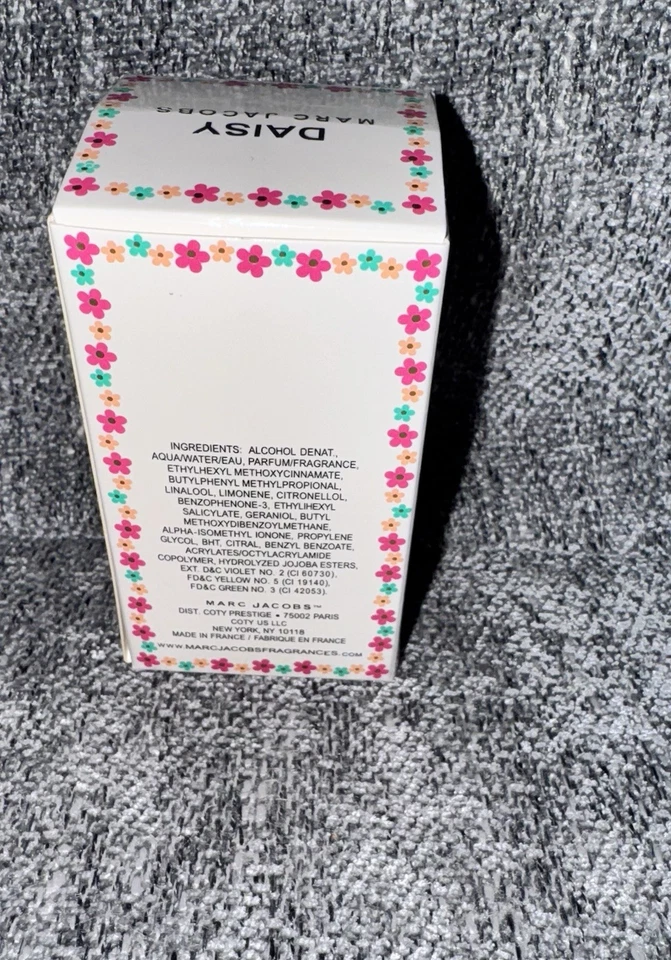 MARC JACOBS
DAISY
INGREDIENTS: ALCOHOL DENAT.,
AQUA/WATER/EAU, PARFUM/FRAGRANCE,
ETHYLHEXYL METHOXYCINNAMATE,
BUTYLPHENYL METHYLPROPIONAL,
LINALOOL, LIMONENE, CITRONELLOL,
BENZOPHENONE-3, ETHYLIHEXYL
SALICYLATE, GERANIOL, BUTYL
METHOXYDIBENZOYLMETHANE,
ALPHA-ISOMETHYL IONONE, PROPYLENE
GLYCOL, BHT, CITRAL, BENZYL BENZOATE,
ACRYLATES/OCTYLACRYLAMIDE
COPOLYMER, HYDROLYZED JOJOBA ESTERS,
EXT. D&C VIOLET NO. 2 (CI 60730),
FD&C YELLOW NO. 5 (CI 19140),
FD&C GREEN NO. 3 (CI 42053).
MARC JACOBS™
DIST. COTY PRESTIGE • 75002 PARIS
COTY US LLC
NEW YORK, NY 10118
MADE IN FRANCE / FABRIQUÉ EN FRANCE
WWW.MARCJACOBSFRAGRANCES.COM